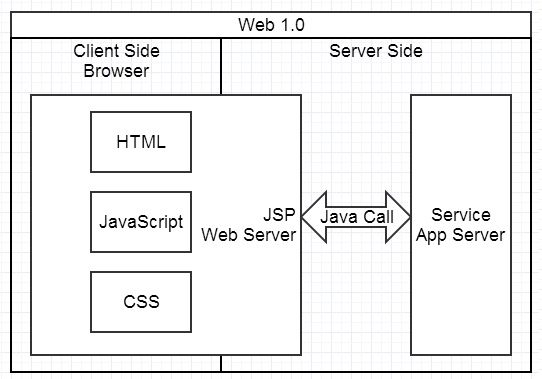 Web 1.0
Client Side
Browser
Server Side
HTML
JavaScript
CSS
JSP
Web Server
Java Call
Service
App Server